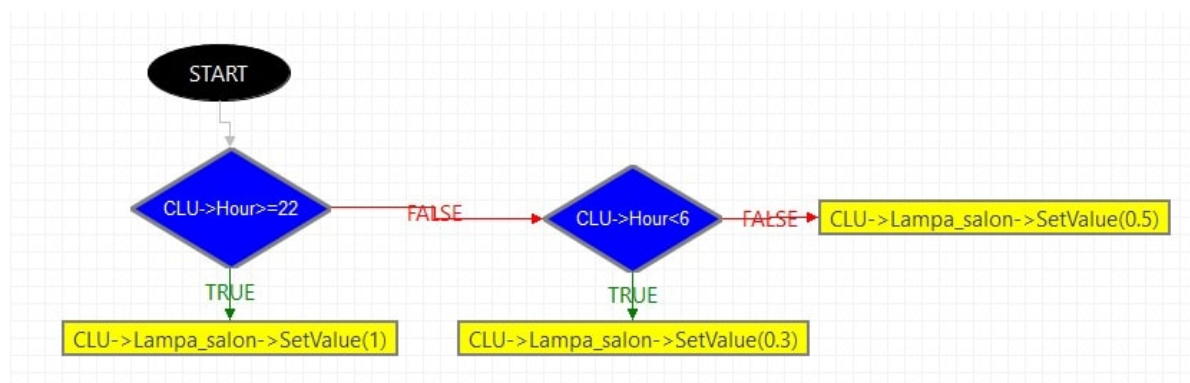 START
CLU->Hour>=22
FALSE
CLU->Hour<6
FALSE
CLU->Lampa_salon->SetValue(0.5)
TRUE
TRUE
CLU->Lampa_salon->SetValue(1)
CLU->Lampa_salon->SetValue(0.3)